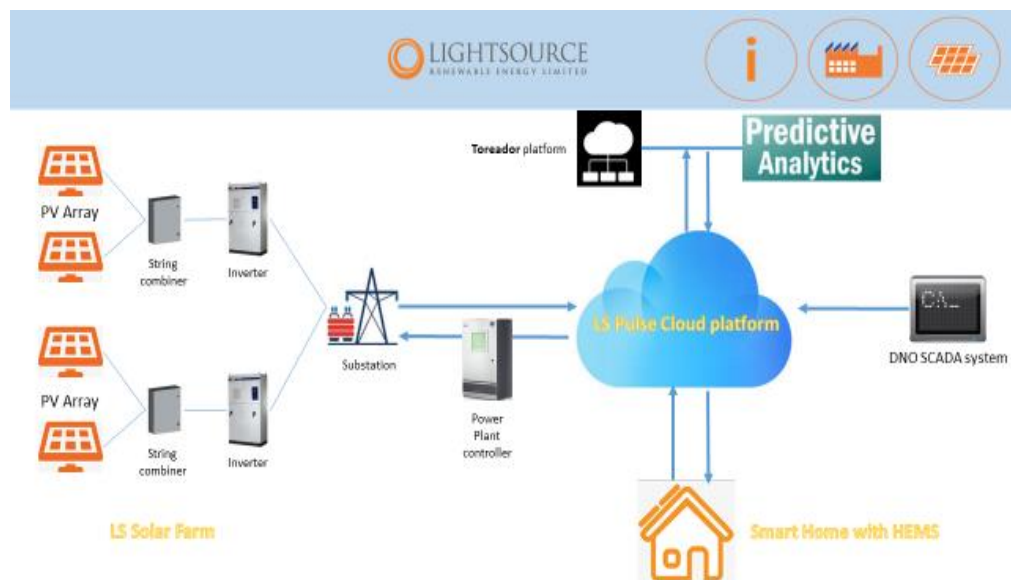 LIGHTSOURCE
RENEWABLE ENERGY LIMITED
i
Toreador platform
Predictive
Analytics
PV Array
String
combiner
Inverter
Substation
LS Pulse Cloud platform
C:\_
DNO SCADA system
PV Array
String
combiner
Inverter
Power
Plant
controller
LS Solar Farm
Smart Home with HEMS